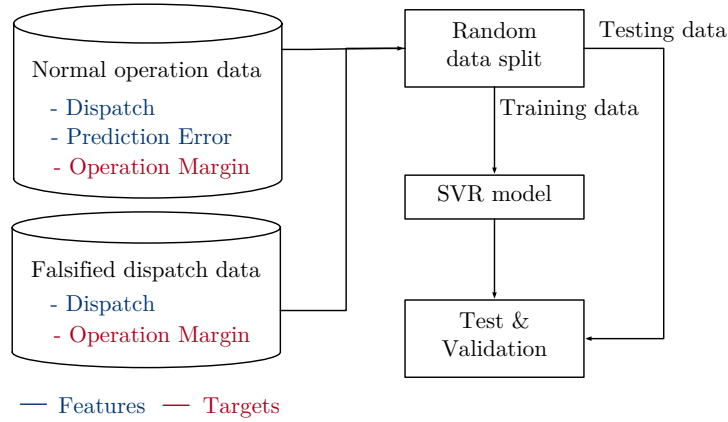 Normal operation data
- Dispatch
- Prediction Error
- Operation Margin
Falsified dispatch data
- Dispatch
- Operation Margin
Features
Targets
Random
data split
Testing data
Training data
SVR model
Test &
Validation